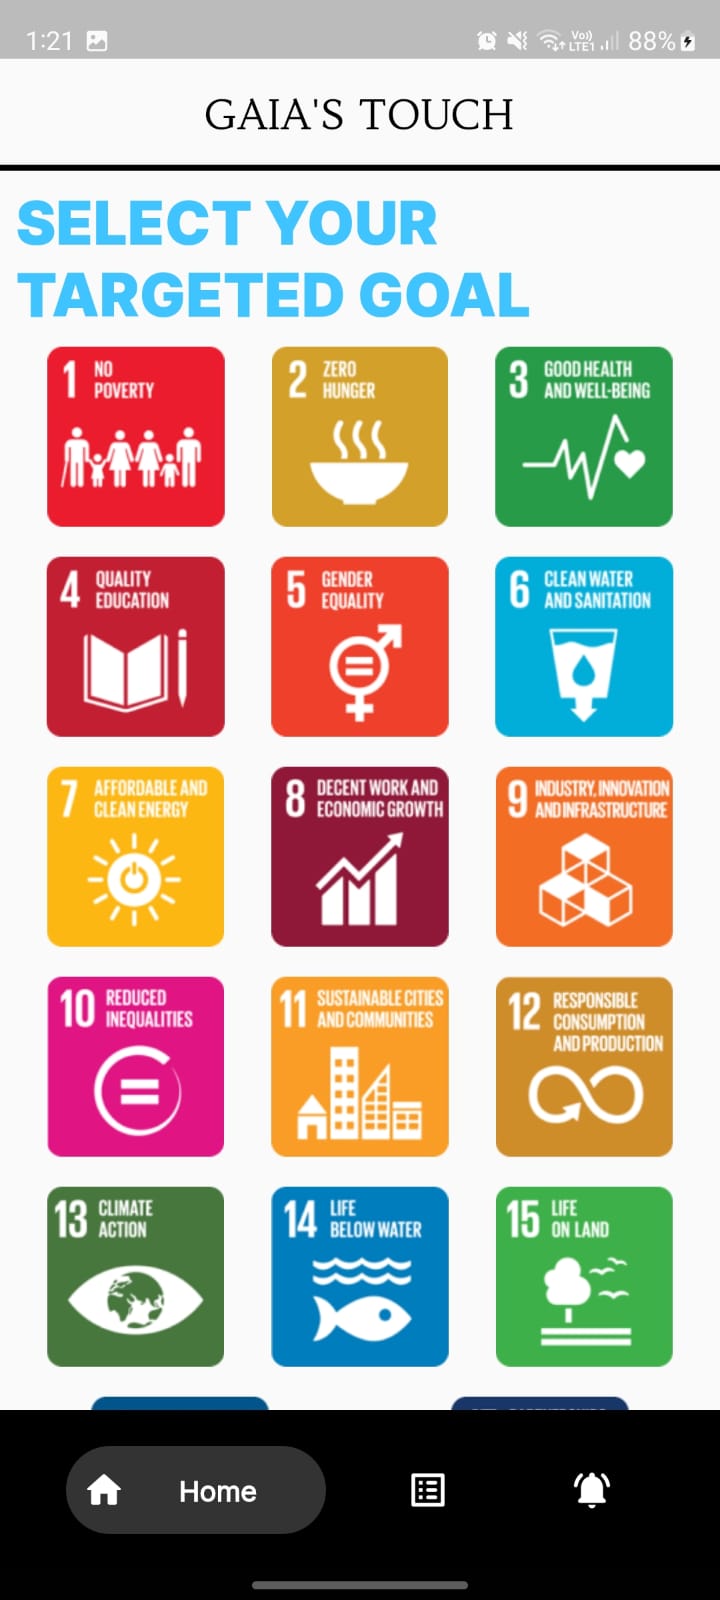 1:21
Vo)) LTE1 88%
GAIA'S TOUCH
SELECT YOUR
TARGETED GOAL
1 NO
POVERTY
2 ZERO
HUNGER
3 GOOD HEALTH
AND WELL-BEING
4 QUALITY
EDUCATION
5 GENDER
EQUALITY
6 CLEAN WATER
AND SANITATION
7 AFFORDABLE AND
CLEAN ENERGY
8 DECENT WORK AND
ECONOMIC GROWTH
9 INDUSTRY, INNOVATION
AND INFRASTRUCTURE
10 REDUCED
INEQUALITIES
11 SUSTAINABLE CITIES
AND COMMUNITIES
12 RESPONSIBLE
CONSUMPTION
AND PRODUCTION
13 CLIMATE
ACTION
14 LIFE
BELOW WATER
15 LIFE
ON LAND
Home